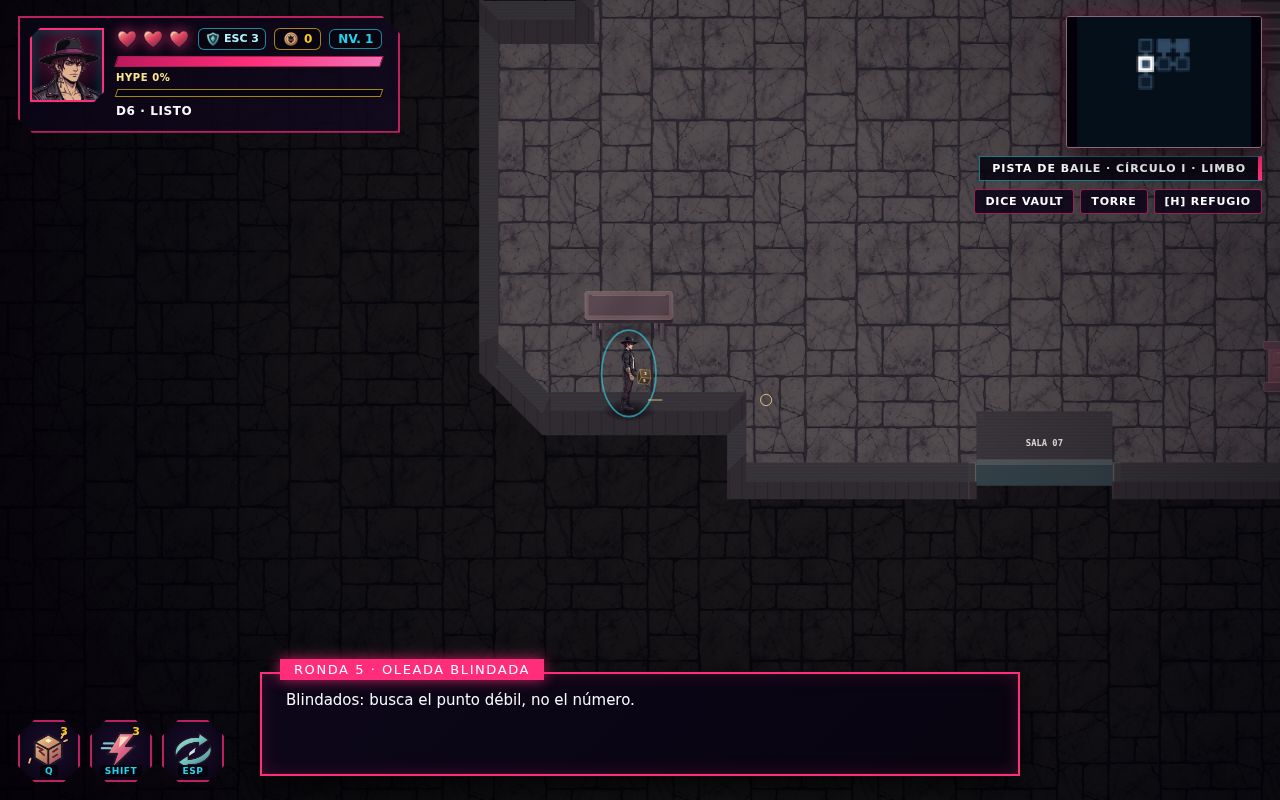 ESC 3
0
NV. 1
HYPE 0%
D6 · LISTO
PISTA DE BAILE · CÍRCULO I · LIMBO
DICE VAULT
TORRE
[H] REFUGIO
SALA 07
RONDA 5 · OLEADA BLINDADA
Blindados: busca el punto débil, no el número.
3
Q
3
SHIFT
ESP